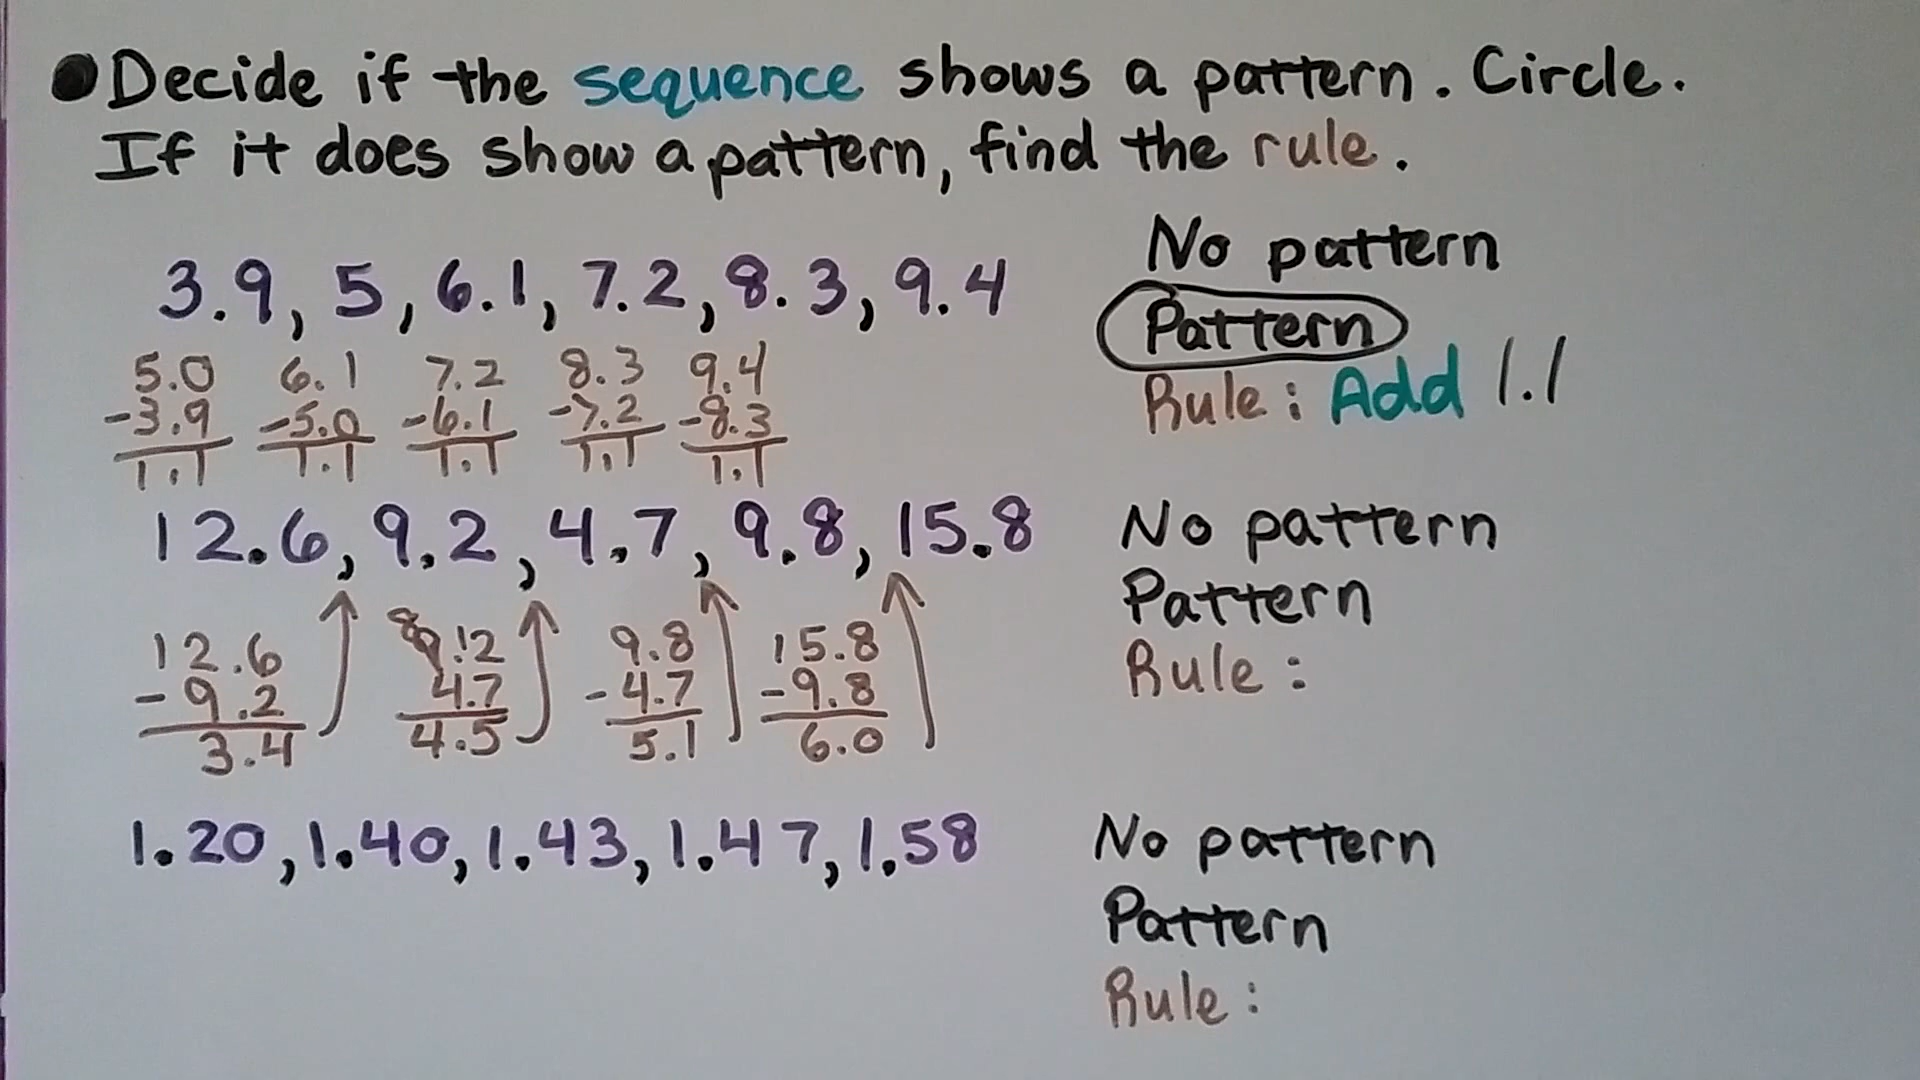 Decide if the sequence shows a pattern. Circle.
If it does show a pattern, find the rule.
3.9, 5, 6.1, 7.2, 8.3, 9.4
No pattern
Pattern
Rule: Add 1.1
5.0 6.1 7.2 8.3 9.4
-3.9 -5.0 -6.1 -7.2 -8.3
1.1 1.1 1.1 1.1 1.1
12.6, 9.2, 4.7, 9.8, 15.8
No pattern
Pattern
Rule:
12.6 8 9.12 9.8 15.8
-9.2 4.7 -4.7 -9.8
3.4 4.5 5.1 6.0
1.20, 1.40, 1.43, 1.47, 1.58
No pattern
Pattern
Rule: